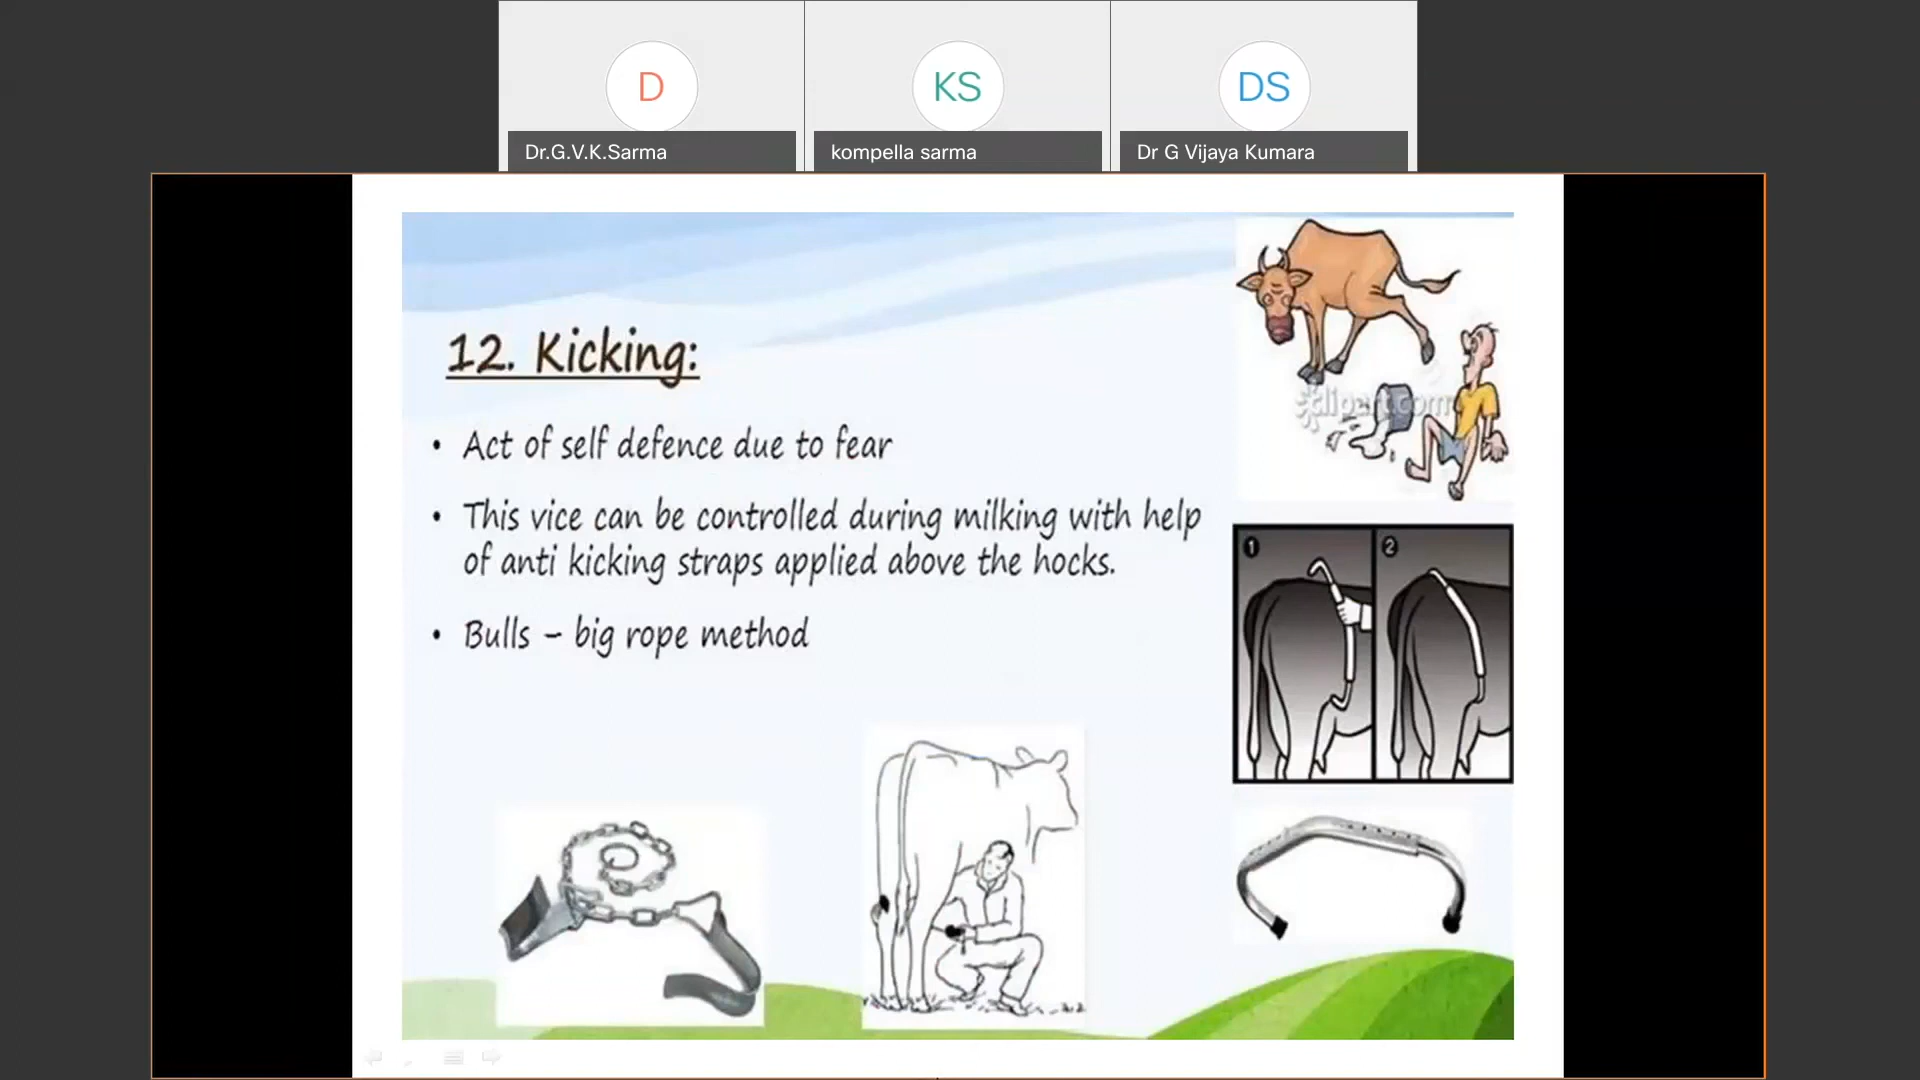 D
KS
DS
Dr.G.V.K.Sarma
kompella sarma
Dr G Vijaya Kumara
12. Kicking:
• Act of self defence due to fear
• This vice can be controlled during milking with help
of anti kicking straps applied above the hocks.
• Bulls – big rope method
clipart.com
1
2